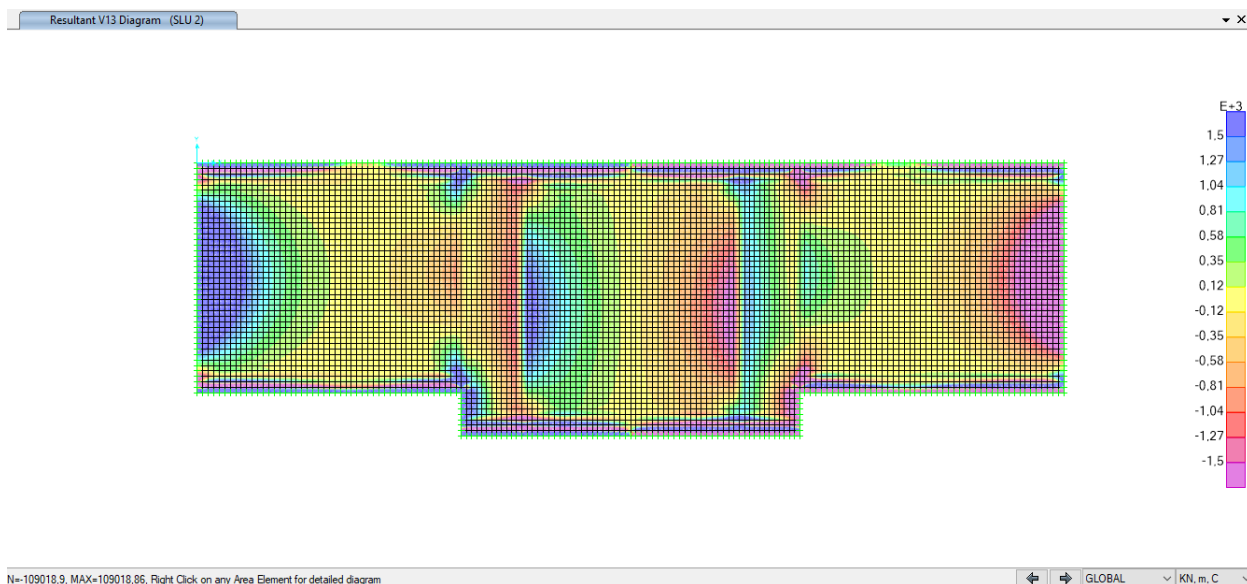 Resultant V13 Diagram (SLU 2)
E+3
1.5
1.27
1.04
0.81
0.58
0.35
0.12
-0.12
-0.35
-0.58
-0.81
-1.04
-1.27
-1.5
N=-109018.9, MAX=109018.86, Right Click on any Area Element for detailed diagram
GLOBAL
KN, m, C